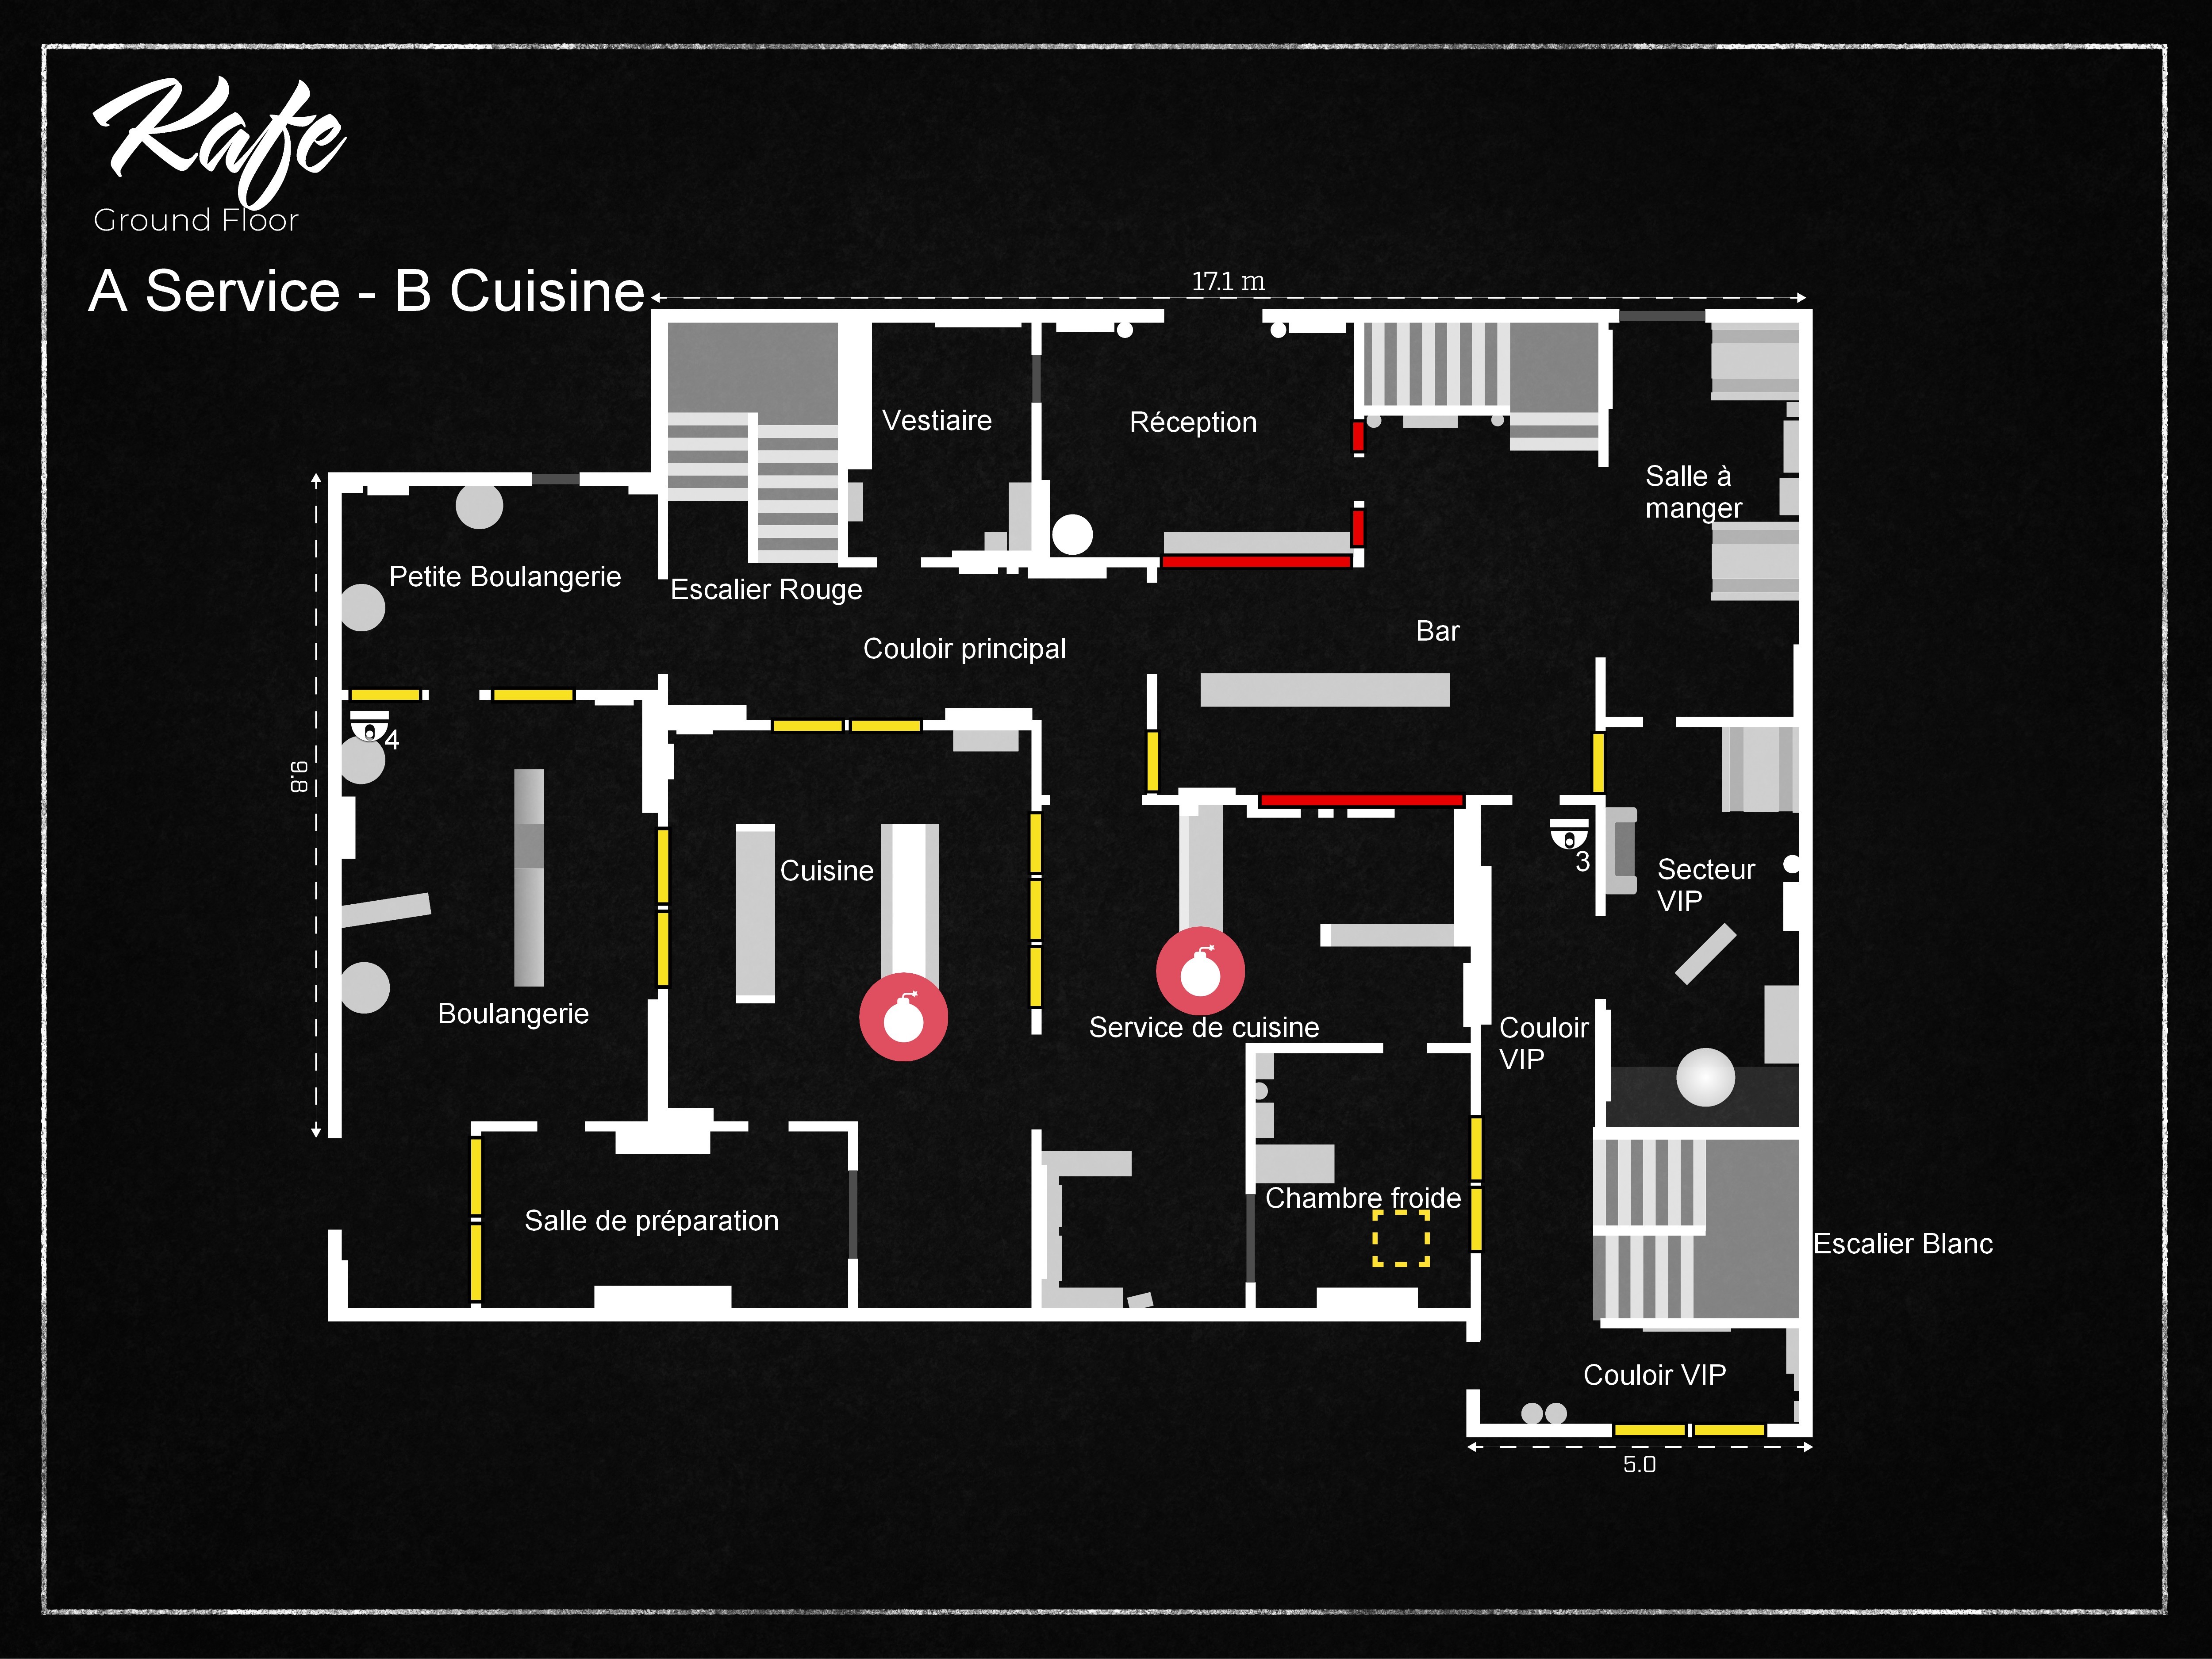 Kafe
Ground Floor
A Service - B Cuisine
17.1 m
Vestiaire
Réception
Salle à
manger
Petite Boulangerie
Escalier Rouge
Couloir principal
Bar
4
9.8
3
Cuisine
Secteur
VIP
Boulangerie
Service de cuisine
Couloir
VIP
Chambre froide
Salle de préparation
Escalier Blanc
Couloir VIP
5.0